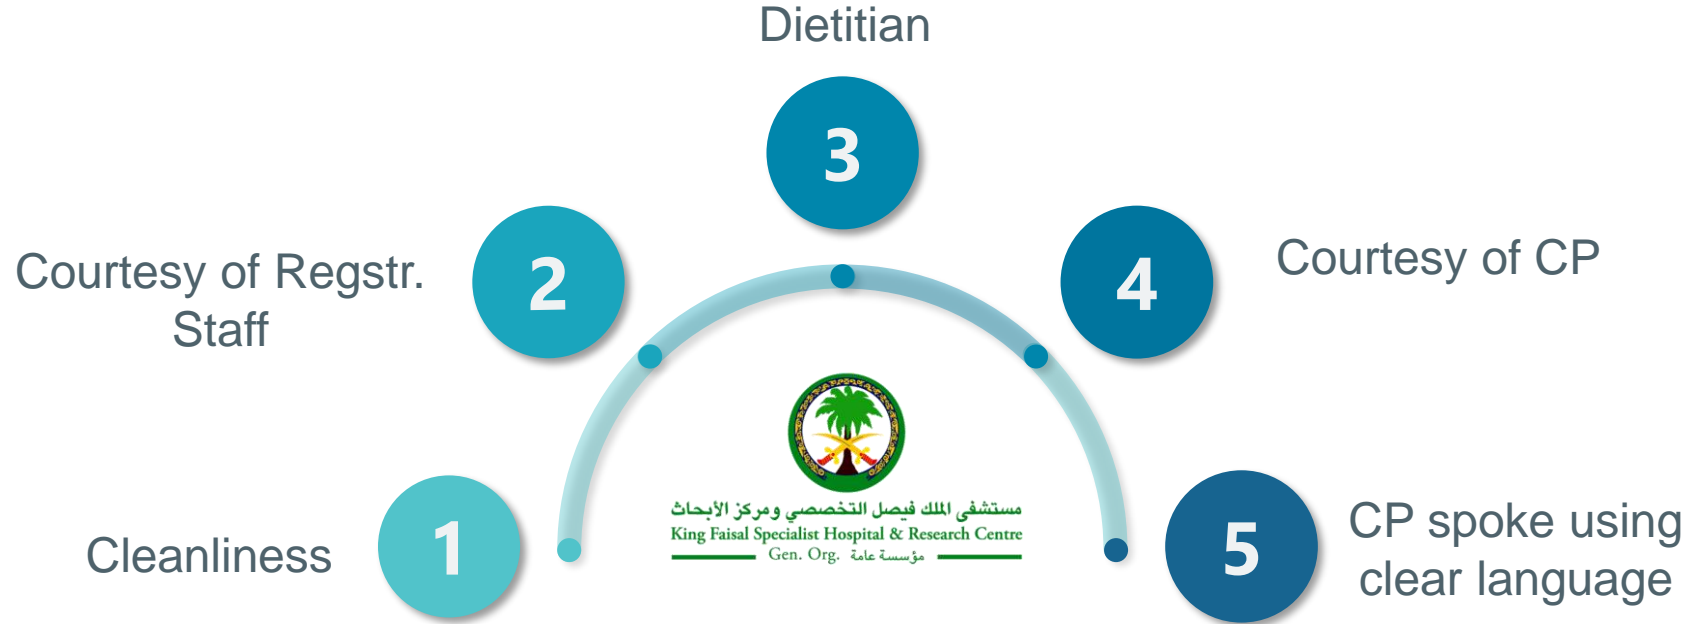 Dietitian
3
Courtesy of Regstr.
Staff
2
4
Courtesy of CP
مستشفى الملك فيصل التخصصي ومركز الأبحاث
King Faisal Specialist Hospital & Research Centre
Gen. Org. مؤسسة عامة
Cleanliness
1
5
CP spoke using
clear language